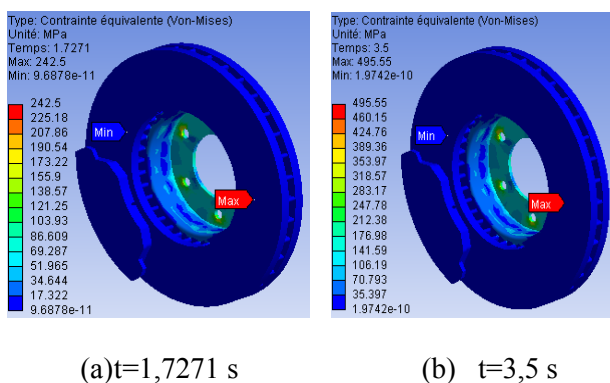 Type: Contrainte équivalente (Von-Mises)
Unité: MPa
Temps: 1.7271
Max: 242.5
Min: 9.6878e-11
242.5
225.18
207.86
190.54
173.22
155.9
138.57
121.25
103.93
86.609
69.287
51.965
34.644
17.322
9.6878e-11
Min
Max
Type: Contrainte équivalente (Von-Mises)
Unité: MPa
Temps: 3.5
Max: 495.55
Min: 1.9742e-10
495.55
460.15
424.76
389.36
353.97
318.57
283.17
247.78
212.38
176.98
141.59
106.19
70.793
35.397
1.9742e-10
Min
Max
(a)t=1,7271 s
(b) t=3,5 s